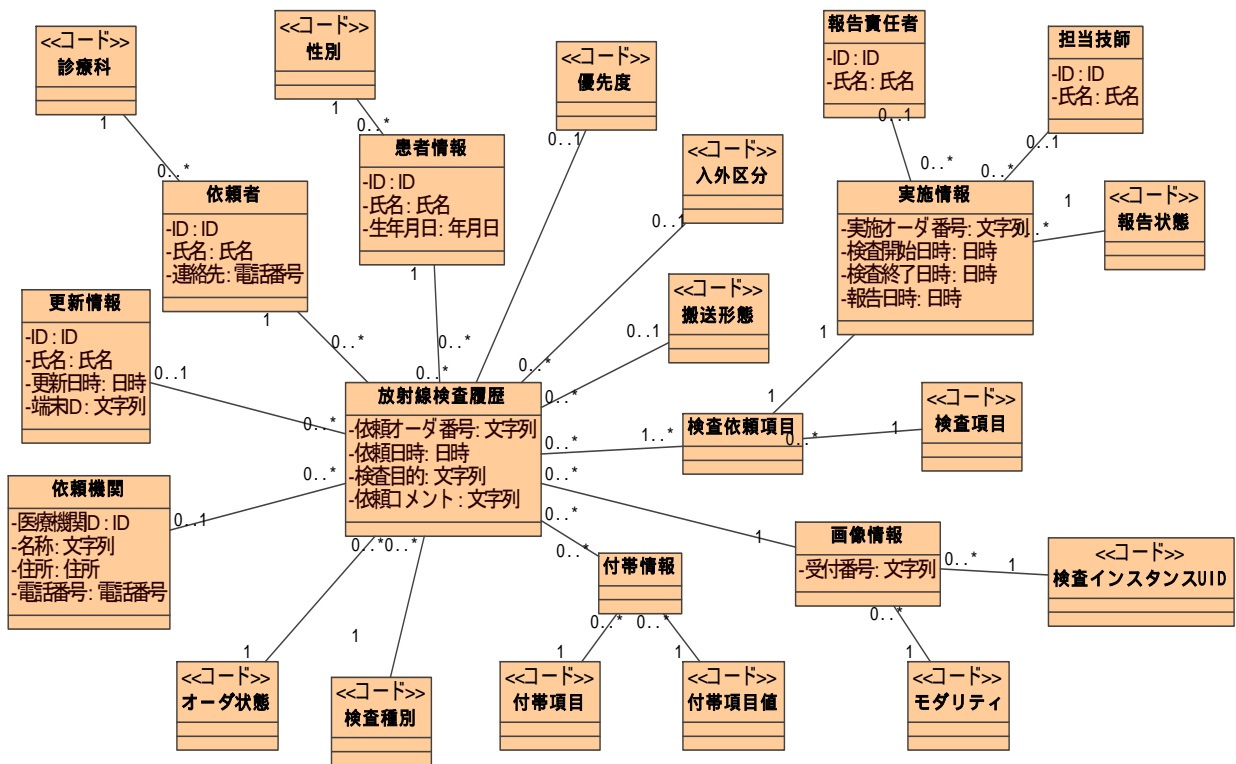 <<コード>>
診療科
1
0..*
<<コード>>
性別
1
0..*
<<コード>>
優先度
0..1
報告責任者
-ID : ID
-氏名 : 氏名
0..1
0..*
担当技師
-ID : ID
-氏名 : 氏名
0..1
0..*
依頼者
-ID : ID
-氏名 : 氏名
-連絡先 : 電話番号
1
0..*
患者情報
-ID : ID
-氏名 : 氏名
-生年月日 : 年月日
1
0..*
<<コード>>
入外区分
0..1
0..*
実施情報
-実施オーダ番号 : 文字列
-検査開始日時 : 日時
-検査終了日時 : 日時
-報告日時 : 日時
0..*
1
1
<<コード>>
報告状態
更新情報
-ID : ID
-氏名 : 氏名
-更新日時 : 日時
-端末ID : 文字列
0..1
0..*
<<コード>>
搬送形態
0..1
0..*
放射線検査履歴
-依頼オーダ番号 : 文字列
-依頼日時 : 日時
-検査目的 : 文字列
-依頼コメント : 文字列
0..*
0..*
1..*
1
検査依頼項目
0..*
1
<<コード>>
検査項目
依頼機関
-医療機関ID : ID
-名称 : 文字列
-住所 : 住所
-電話番号 : 電話番号
0..1
0..*
0..*
1
画像情報
-受付番号 : 文字列
0..*
1
<<コード>>
検査インスタンスUID
0..*
0..*
付帯情報
0..*
0..*
1
1
0..*
0..*
1
1
0..*
1
<<コード>>
オーダ状態
<<コード>>
検査種別
<<コード>>
付帯項目
<<コード>>
付帯項目値
<<コード>>
モダリティ